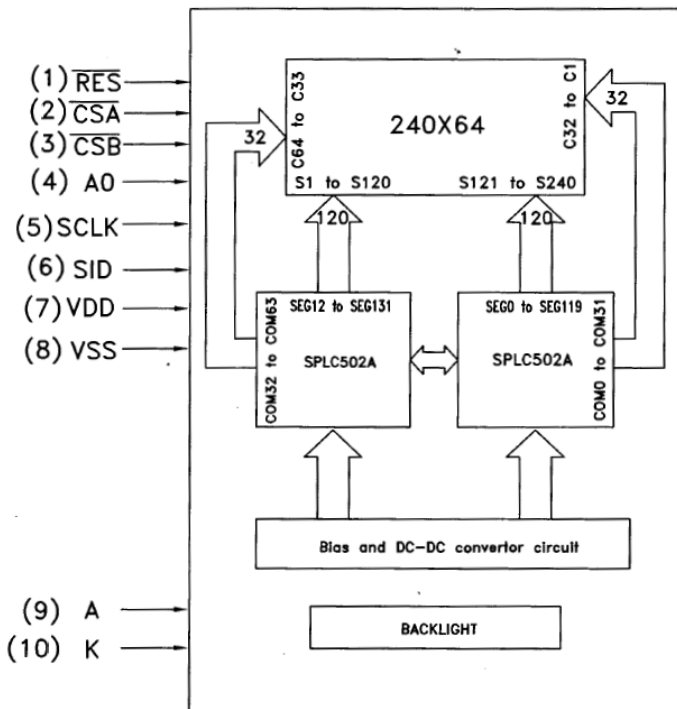 (1) RES
(2) CSA
(3) CSB
(4) A0
(5) SCLK
(6) SID
(7) VDD
(8) VSS
(9) A
(10) K
C64 to C33
240X64
C32 to C1
32
32
S1 to S120
S121 to S240
120
120
SEG12 to SEG131
SEG0 to SEG119
COM32 to COM63
SPLC502A
SPLC502A
COM0 to COM31
Bias and DC-DC convertor circuit
BACKLIGHT